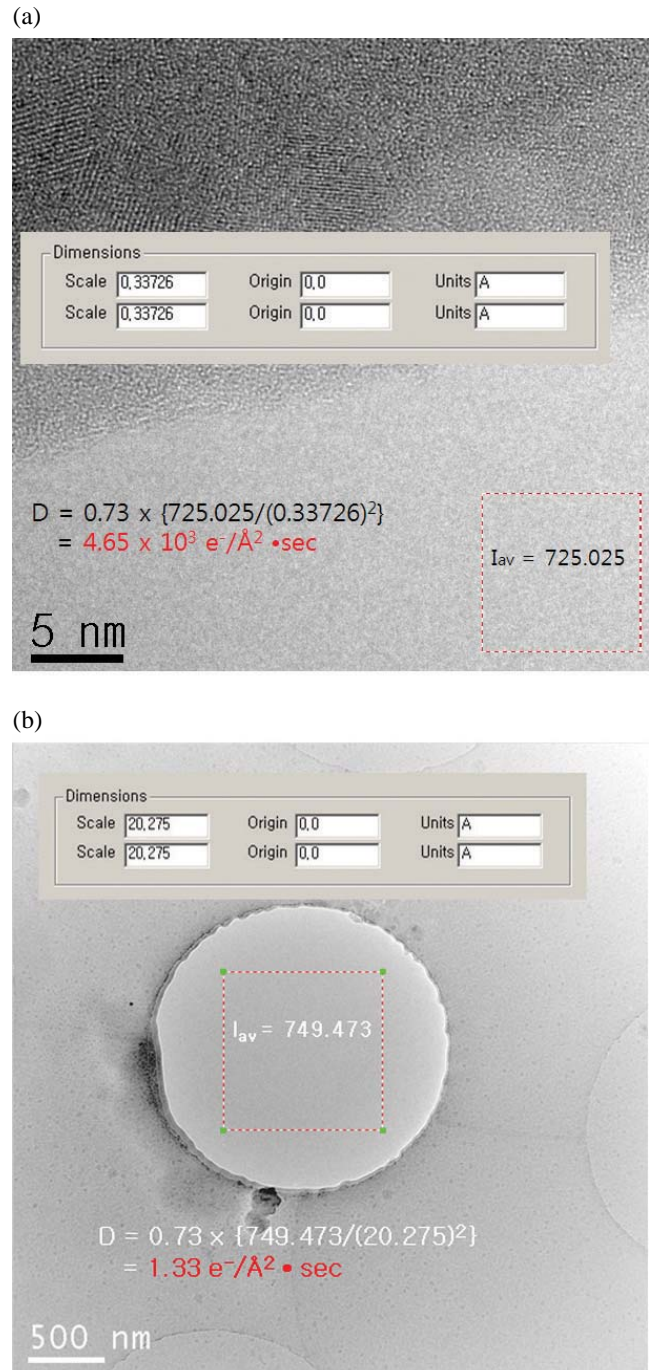 (a)
Dimensions
Scale 0,33726 Origin 0,0 Units A
Scale 0,33726 Origin 0,0 Units A
D = 0.73 x {725.025/(0.33726)²}
= 4.65 x 10³ e⁻/Å² •sec
Iav = 725.025
5 nm
(b)
Dimensions
Scale 20,275 Origin 0,0 Units A
Scale 20,275 Origin 0,0 Units A
Iav = 749.473
D = 0.73 x {749.473/(20.275)²}
= 1.33 e⁻/Å² • sec
500 nm